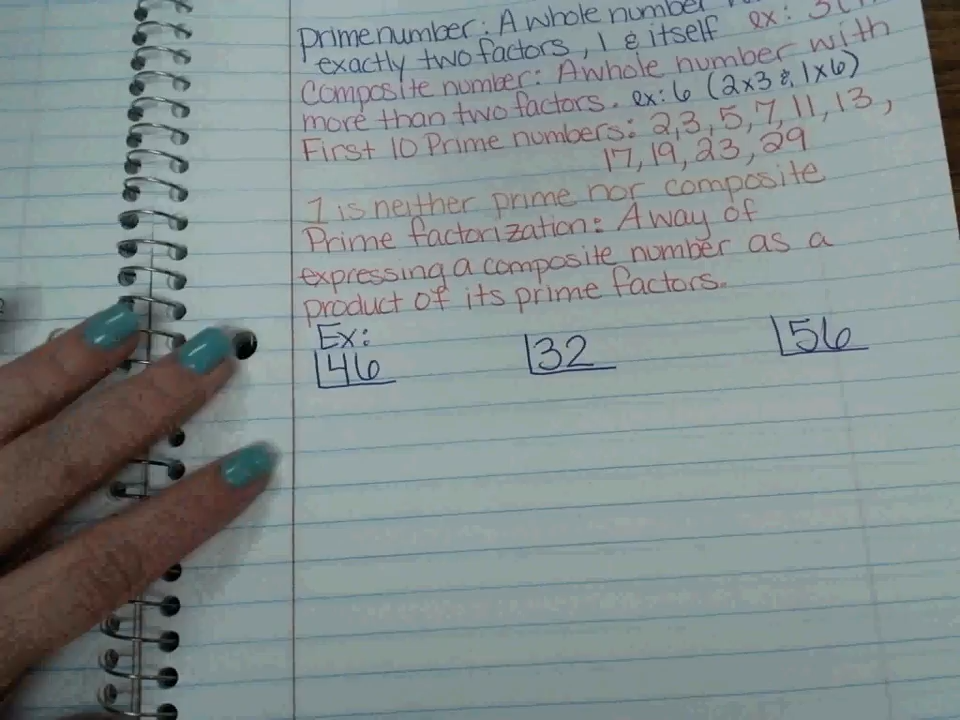 prime number: A whole number
exactly two factors, 1 & itself ex: 3(1
composite number: A whole number with
more than two factors. ex: 6 (2x3 & 1x6)
First 10 Prime numbers: 2, 3, 5, 7, 11, 13,
17, 19, 23, 29
1 is neither prime nor composite
Prime factorization: A way of
expressing a composite number as a
product of its prime factors.
Ex:
46 32 56